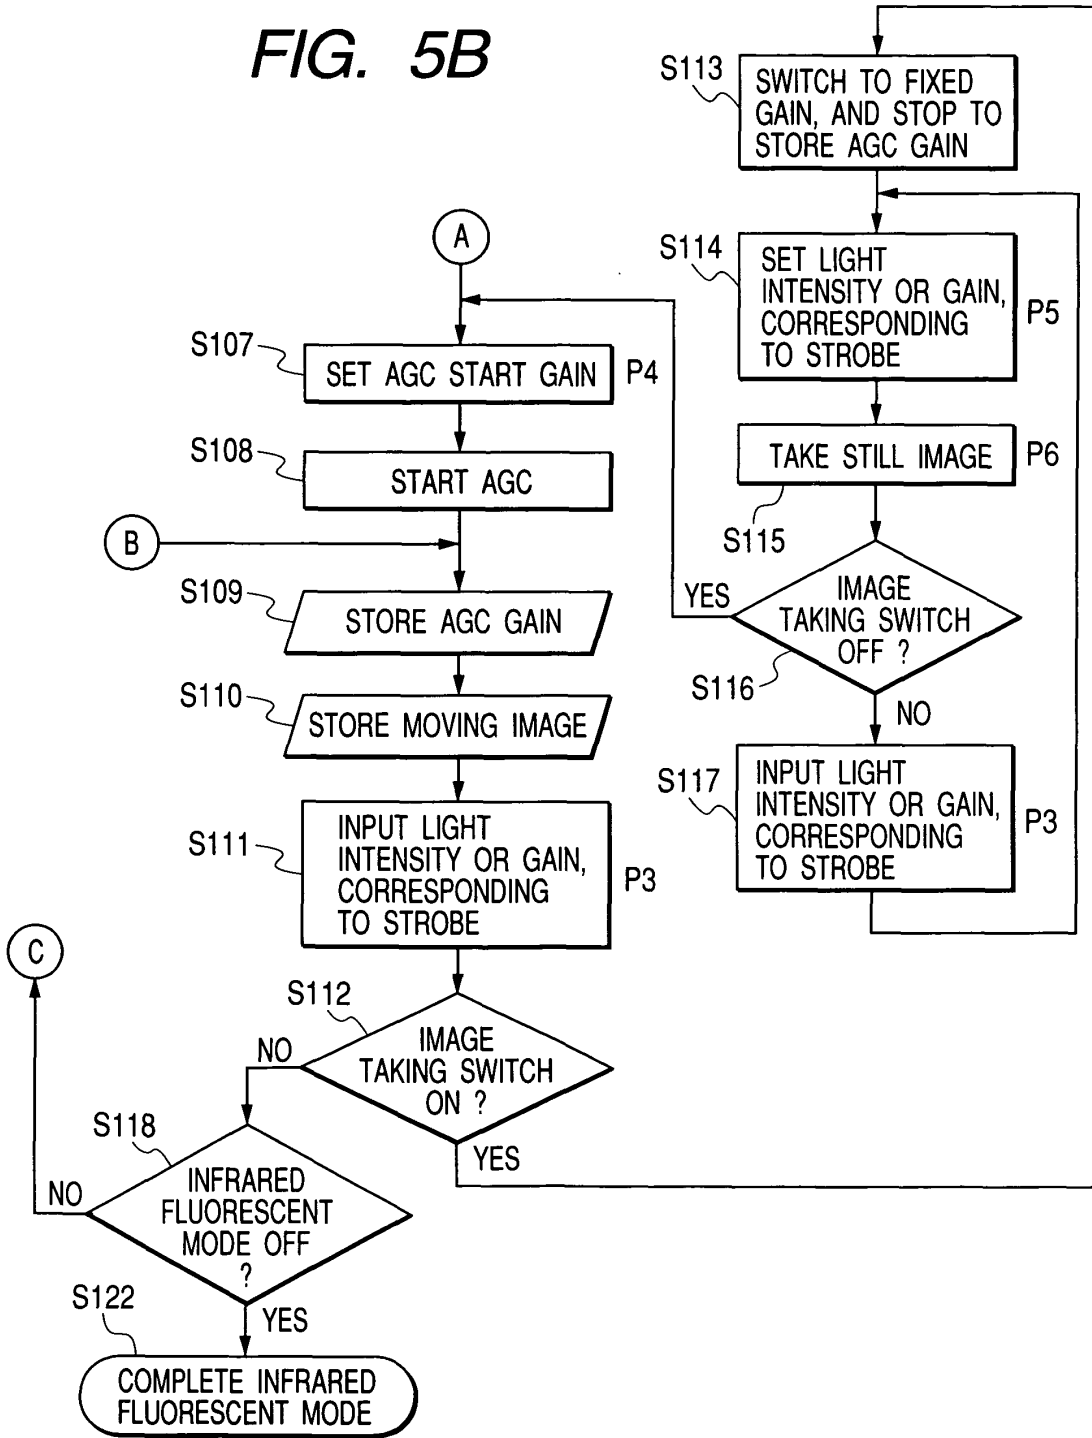 FIG. 5B
A
S107
SET AGC START GAIN
P4
S108
START AGC
B
S109
STORE AGC GAIN
S110
STORE MOVING IMAGE
S111
INPUT LIGHT
INTENSITY OR GAIN,
CORRESPONDING
TO STROBE
P3
S112
IMAGE
TAKING SWITCH
ON ?
NO
YES
S113
SWITCH TO FIXED
GAIN, AND STOP TO
STORE AGC GAIN
S114
SET LIGHT
INTENSITY OR GAIN,
CORRESPONDING
TO STROBE
P5
TAKE STILL IMAGE
P6
S115
IMAGE
TAKING SWITCH
OFF ?
YES
S116
NO
S117
INPUT LIGHT
INTENSITY OR GAIN,
CORRESPONDING
TO STROBE
P3
C
S118
INFRARED
FLUORESCENT
MODE OFF
?
NO
YES
S122
COMPLETE INFRARED
FLUORESCENT MODE